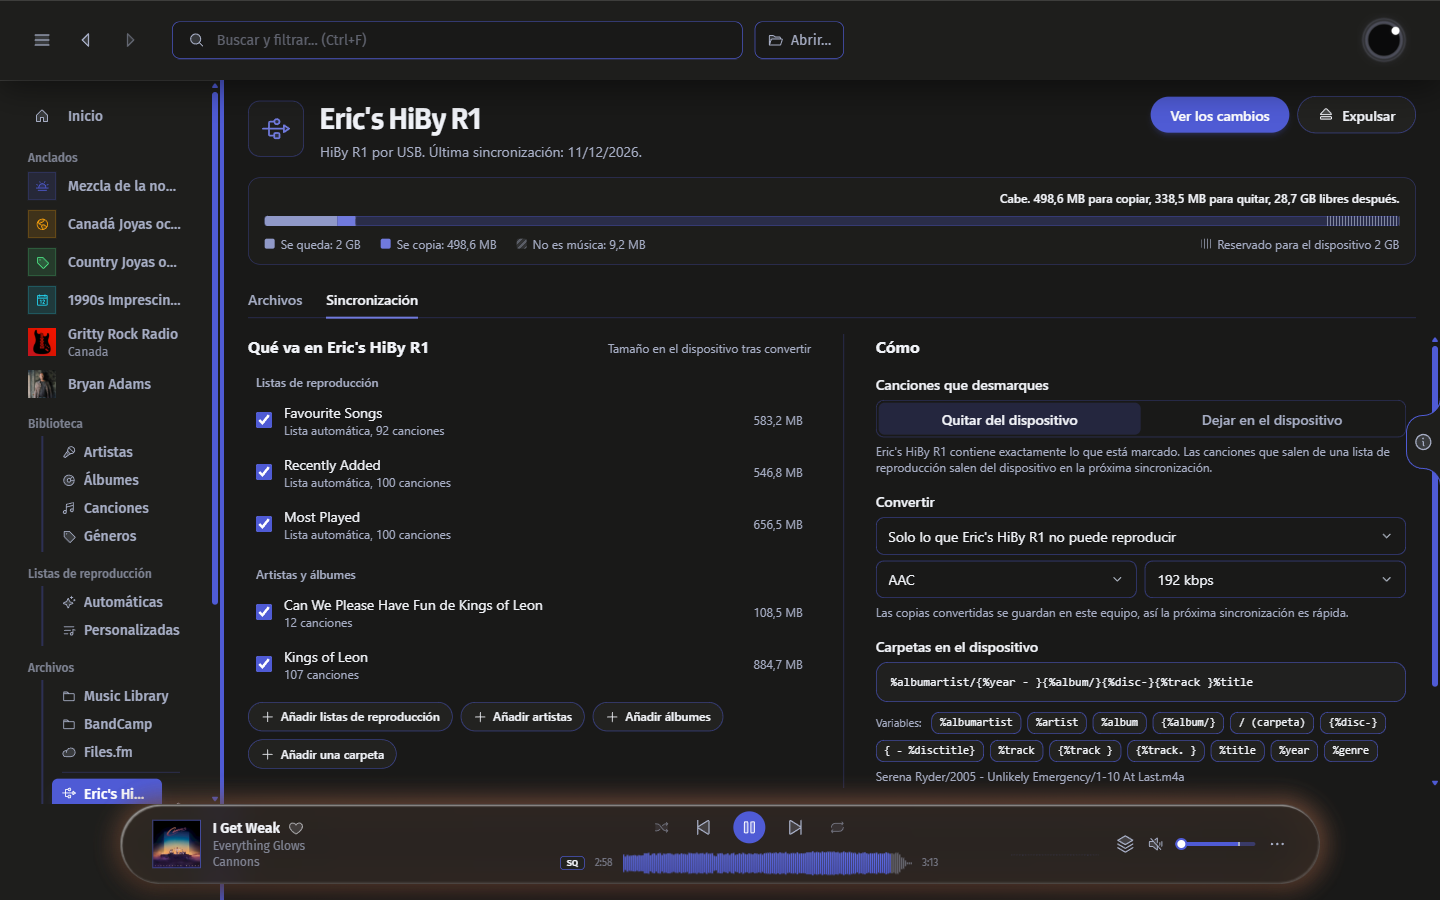 Buscar y filtrar... (Ctrl+F)
Abrir...
Inicio
Anclados
Mezcla de la no...
Canadá Joyas oc...
Country Joyas o...
1990s Imprescin...
Gritty Rock Radio
Canada
Bryan Adams
Biblioteca
Artistas
Álbumes
Canciones
Géneros
Listas de reproducción
Automáticas
Personalizadas
Archivos
Music Library
BandCamp
Files.fm
Eric's Hi...
Eric's HiBy R1
HiBy R1 por USB. Última sincronización: 11/12/2026.
Ver los cambios
Expulsar
Cabe. 498,6 MB para copiar, 338,5 MB para quitar, 28,7 GB libres después.
Se queda: 2 GB
Se copia: 498,6 MB
No es música: 9,2 MB
Reservado para el dispositivo 2 GB
Archivos
Sincronización
Qué va en Eric's HiBy R1
Tamaño en el dispositivo tras convertir
Listas de reproducción
Favourite Songs
Lista automática, 92 canciones
583,2 MB
Recently Added
Lista automática, 100 canciones
546,8 MB
Most Played
Lista automática, 100 canciones
656,5 MB
Artistas y álbumes
Can We Please Have Fun de Kings of Leon
12 canciones
108,5 MB
Kings of Leon
107 canciones
884,7 MB
Añadir listas de reproducción
Añadir artistas
Añadir álbumes
Añadir una carpeta
Cómo
Canciones que desmarques
Quitar del dispositivo
Dejar en el dispositivo
Eric's HiBy R1 contiene exactamente lo que está marcado. Las canciones que salen de una lista de
reproducción salen del dispositivo en la próxima sincronización.
Convertir
Solo lo que Eric's HiBy R1 no puede reproducir
AAC
192 kbps
Las copias convertidas se guardan en este equipo, así la próxima sincronización es rápida.
Carpetas en el dispositivo
%albumartist/{%year - }{%album/}{%disc-}{%track }%title
Variables:
%albumartist
%artist
%album
{%album/}
/ (carpeta)
{%disc-}
{ - %disctitle}
%track
{%track }
{%track. }
%title
%year
%genre
Serena Ryder/2005 - Unlikely Emergency/1-10 At Last.m4a
I Get Weak
Everything Glows
Cannons
SQ
2:58
3:13